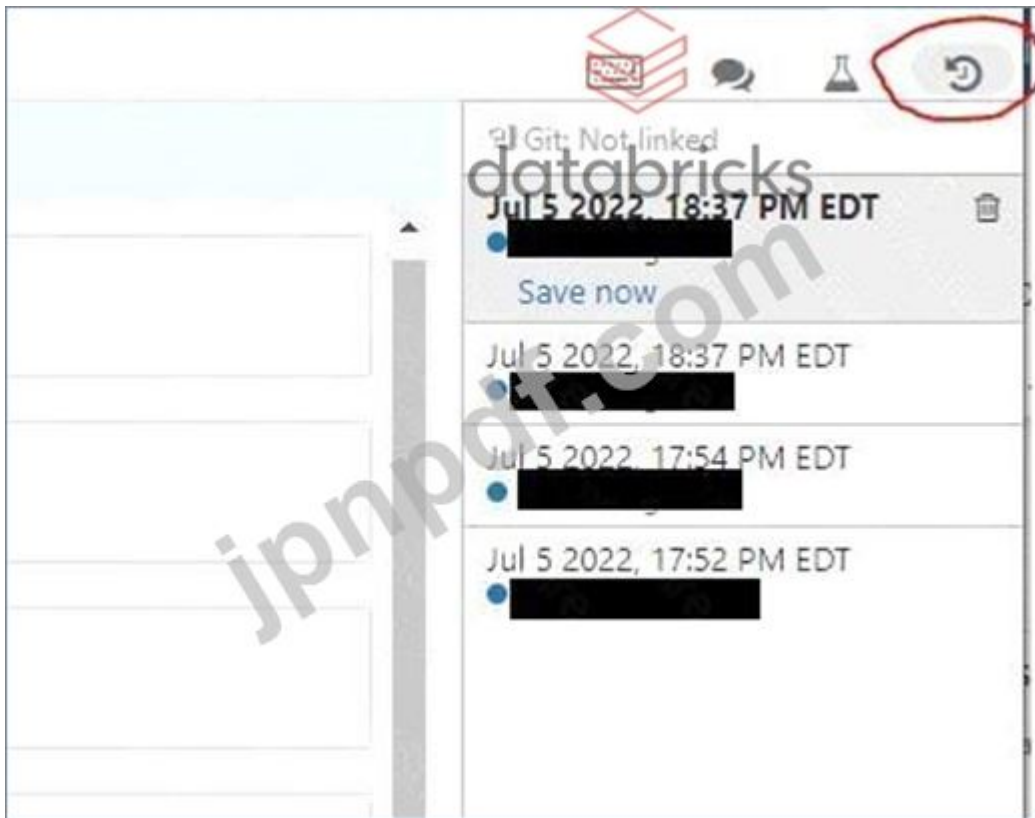 Git: Not linked
databricks
Jul 5 2022, 18:37 PM EDT
Save now
Jul 5 2022, 18:37 PM EDT
Jul 5 2022, 17:54 PM EDT
Jul 5 2022, 17:52 PM EDT
jpnpdf.com